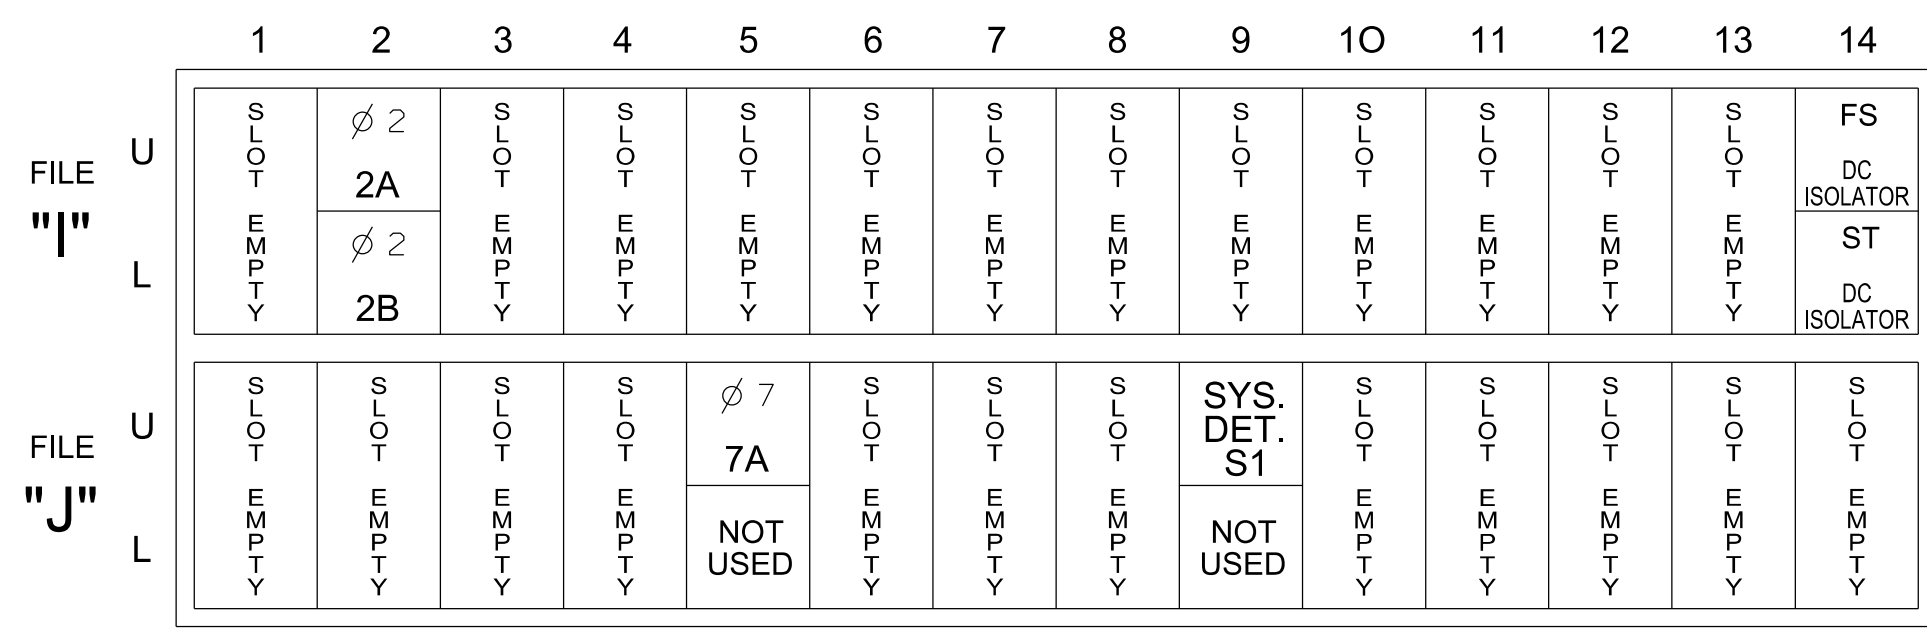 1 2 3 4 5 6 7 8 9 10 11 12 13 14
FILE
"I"
U
L
SLOT EMPTY
Ø 2
2A
Ø 2
2B
SLOT EMPTY
SLOT EMPTY
SLOT EMPTY
SLOT EMPTY
SLOT EMPTY
SLOT EMPTY
SLOT EMPTY
SLOT EMPTY
SLOT EMPTY
SLOT EMPTY
SLOT EMPTY
FS
DC
ISOLATOR
ST
DC
ISOLATOR
FILE
"J"
U
L
SLOT EMPTY
SLOT EMPTY
SLOT EMPTY
SLOT EMPTY
Ø 7
7A
NOT
USED
SLOT EMPTY
SLOT EMPTY
SLOT EMPTY
SYS.
DET.
S1
NOT
USED
SLOT EMPTY
SLOT EMPTY
SLOT EMPTY
SLOT EMPTY
SLOT EMPTY